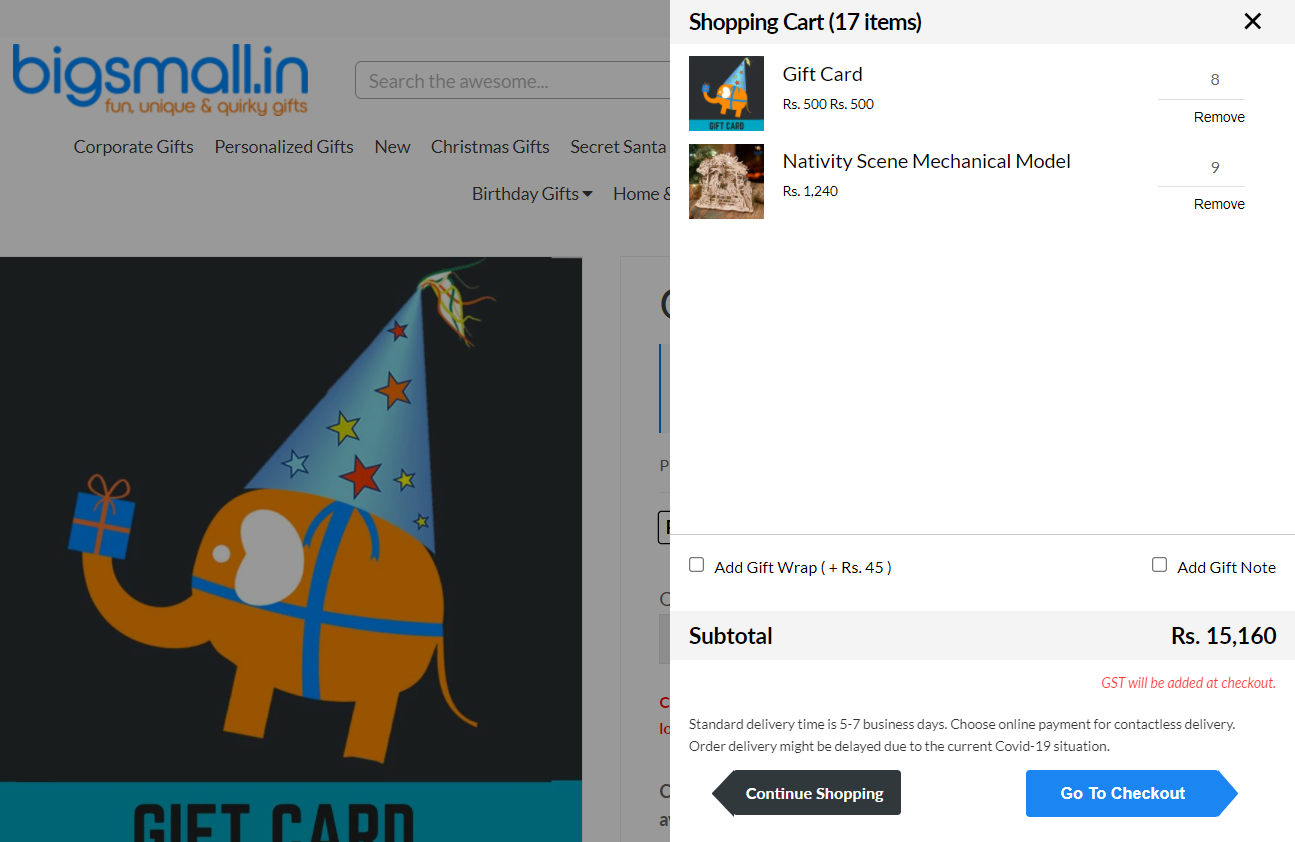 bigsmall.in
fun, unique & quirky gifts
Search the awesome...
Corporate Gifts Personalized Gifts New Christmas Gifts Secret Santa
Birthday Gifts Home &
GIFT CARD
Shopping Cart (17 items)
Gift Card
8
Rs. 500 Rs. 500
Remove
GIFT CARD
Nativity Scene Mechanical Model
9
Rs. 1,240
Remove
Add Gift Wrap ( + Rs. 45 )
Add Gift Note
Subtotal
Rs. 15,160
GST will be added at checkout.
Standard delivery time is 5-7 business days. Choose online payment for contactless delivery.
Order delivery might be delayed due to the current Covid-19 situation.
Continue Shopping
Go To Checkout